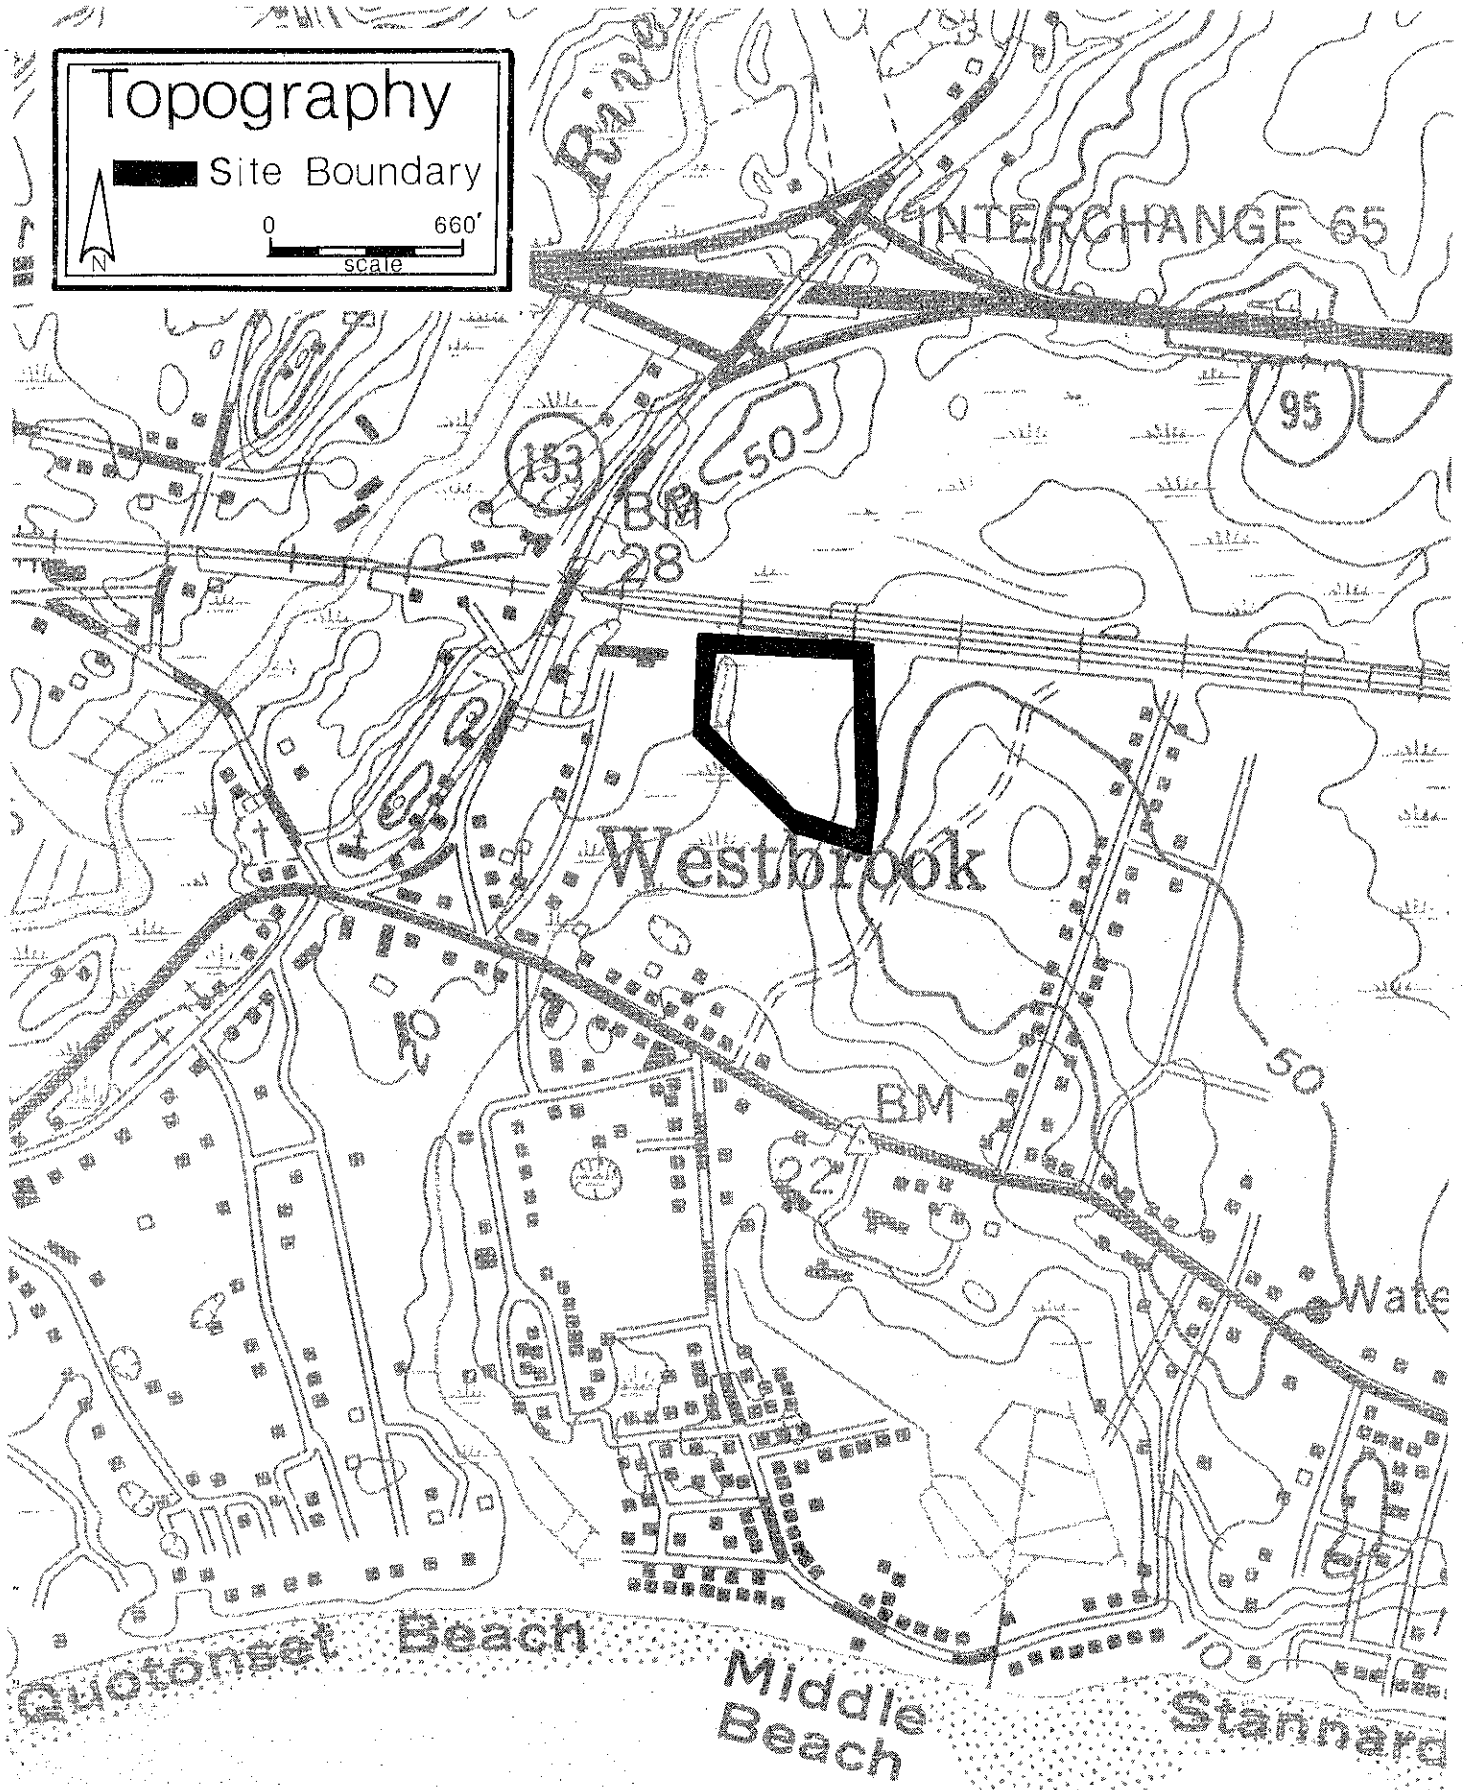 Topography
Site Boundary
0 660'
scale
N
INTERCHANGE 65
95
153
50
BM
28
Westbrook
20
50
BM
22
Wate
10
Quotonset Beach
Middle
Beach
Stannard